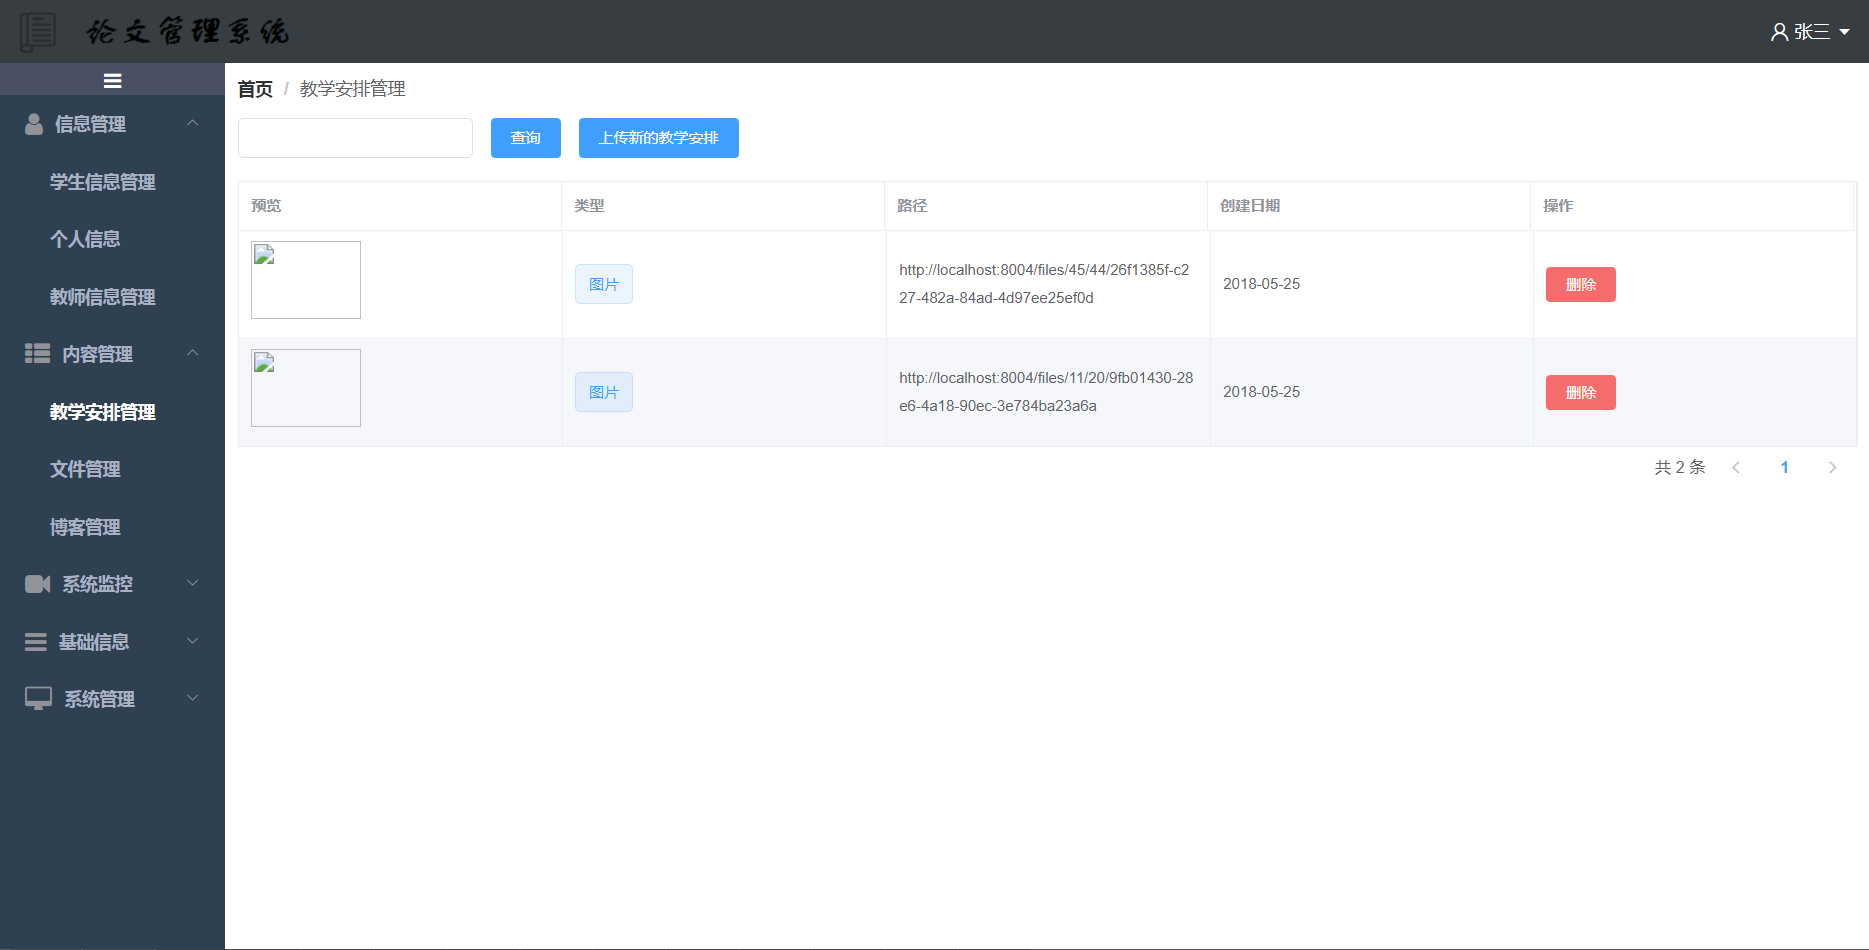 论文管理系统
张三
信息管理
学生信息管理
个人信息
教师信息管理
内容管理
教学安排管理
文件管理
博客管理
系统监控
基础信息
系统管理
首页 / 教学安排管理
查询 上传新的教学安排
预览 类型 路径 创建日期 操作
图片 http://localhost:8004/files/45/44/26f1385f-c2
27-482a-84ad-4d97ee25ef0d 2018-05-25 删除
图片 http://localhost:8004/files/11/20/9fb01430-28
e6-4a18-90ec-3e784ba23a6a 2018-05-25 删除
共 2 条 1